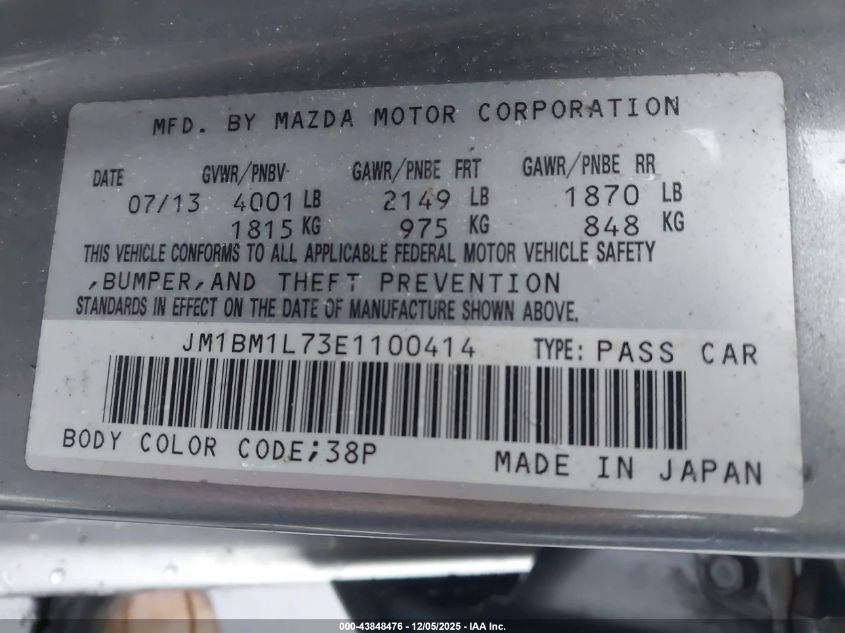 MFD. BY MAZDA MOTOR CORPORATION
DATE GVWR/PNBV GAWR/PNBE FRT GAWR/PNBE RR
07/13 4001 LB 2149 LB 1870 LB
1815 KG 975 KG 848 KG
THIS VEHICLE CONFORMS TO ALL APPLICABLE FEDERAL MOTOR VEHICLE SAFETY
,BUMPER,AND THEFT PREVENTION
STANDARDS IN EFFECT ON THE DATE OF MANUFACTURE SHOWN ABOVE.
JM1BM1L73E1100414 TYPE: PASS CAR
BODY COLOR CODE;38P
MADE IN JAPAN
000-43848476 - 12/05/2025 - IAA Inc.